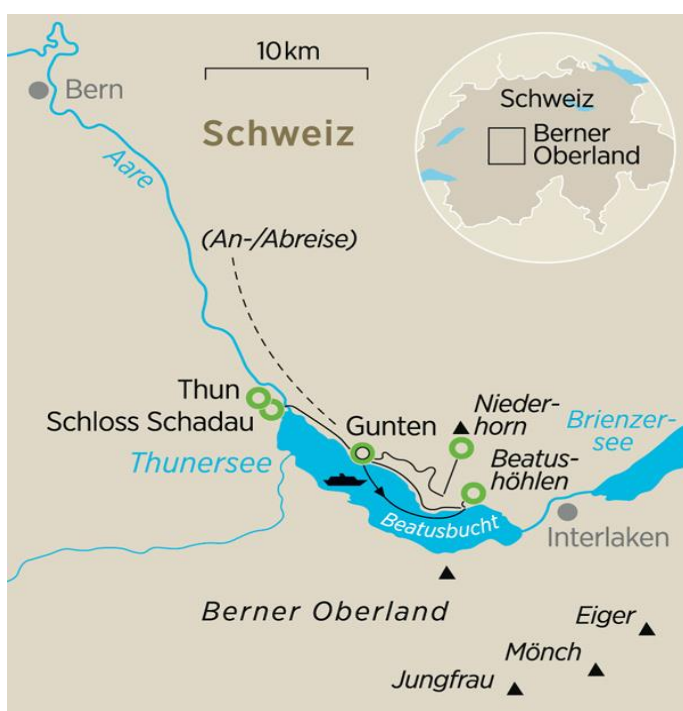 10 km
Bern
Schweiz
Schweiz
Berner
Oberland
Aare
(An-/Abreise)
Thun
Schloss Schadau
Gunten
Nieder-
horn
Brienzer-
see
Thunersee
Beatus-
höhlen
Beatusbucht
Interlaken
Berner Oberland
Eiger
Mönch
Jungfrau